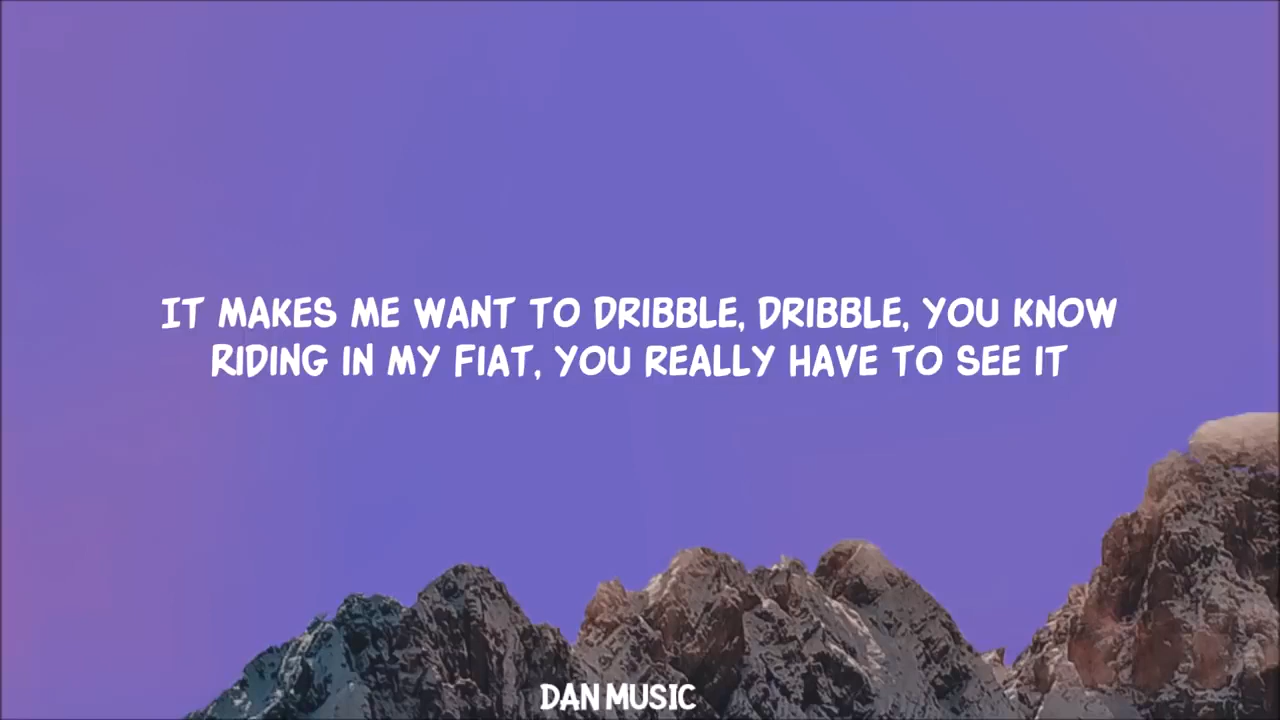 IT MAKES ME WANT TO DRIBBLE, DRIBBLE, YOU KNOW
RIDING IN MY FIAT, YOU REALLY HAVE TO SEE IT
DAN MUSIC